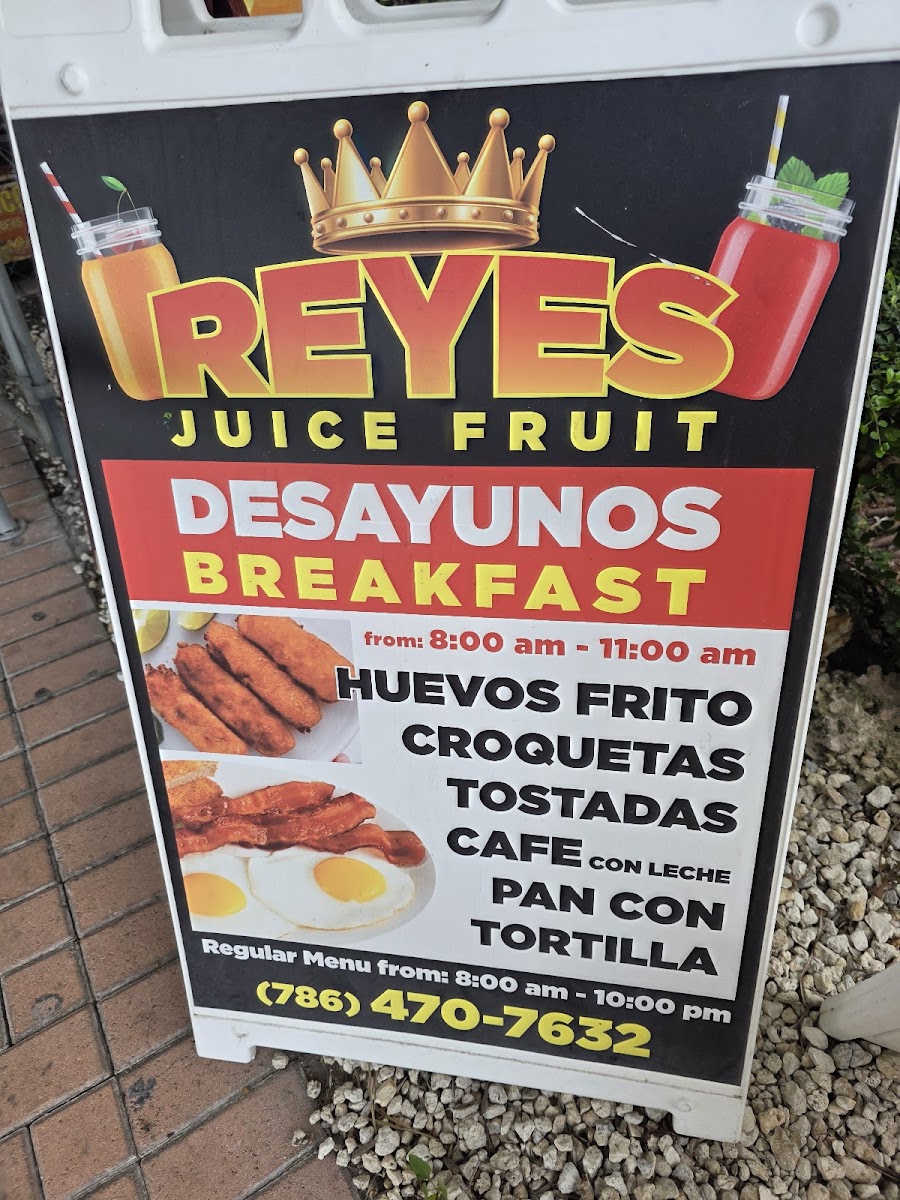 REYES
JUICE FRUIT
DESAYUNOS
BREAKFAST
from: 8:00 am - 11:00 am
HUEVOS FRITO
CROQUETAS
TOSTADAS
CAFE CON LECHE
PAN CON
TORTILLA
Regular Menu from: 8:00 am - 10:00 pm
(786) 470-7632